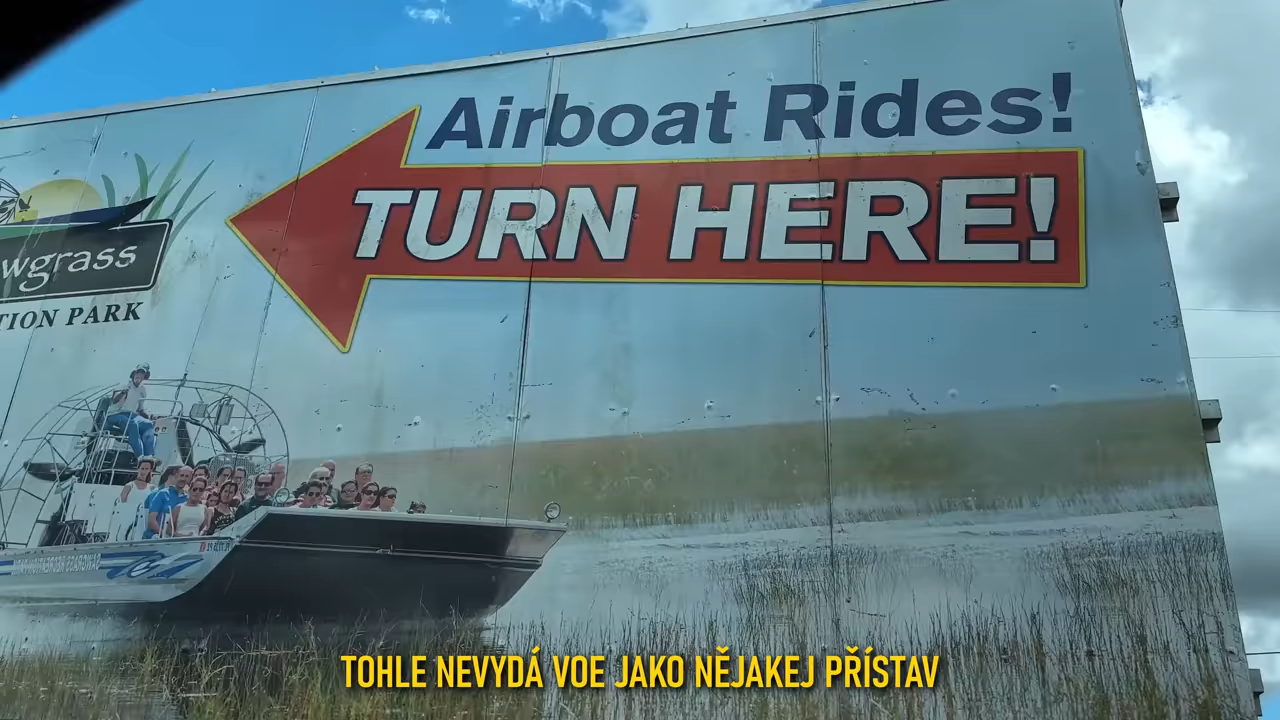 Airboat Rides!
TURN HERE!
wgrass
TION PARK
TOHLE NEVYDÁ VOE JAKO NĚJAKEJ PŘÍSTAV